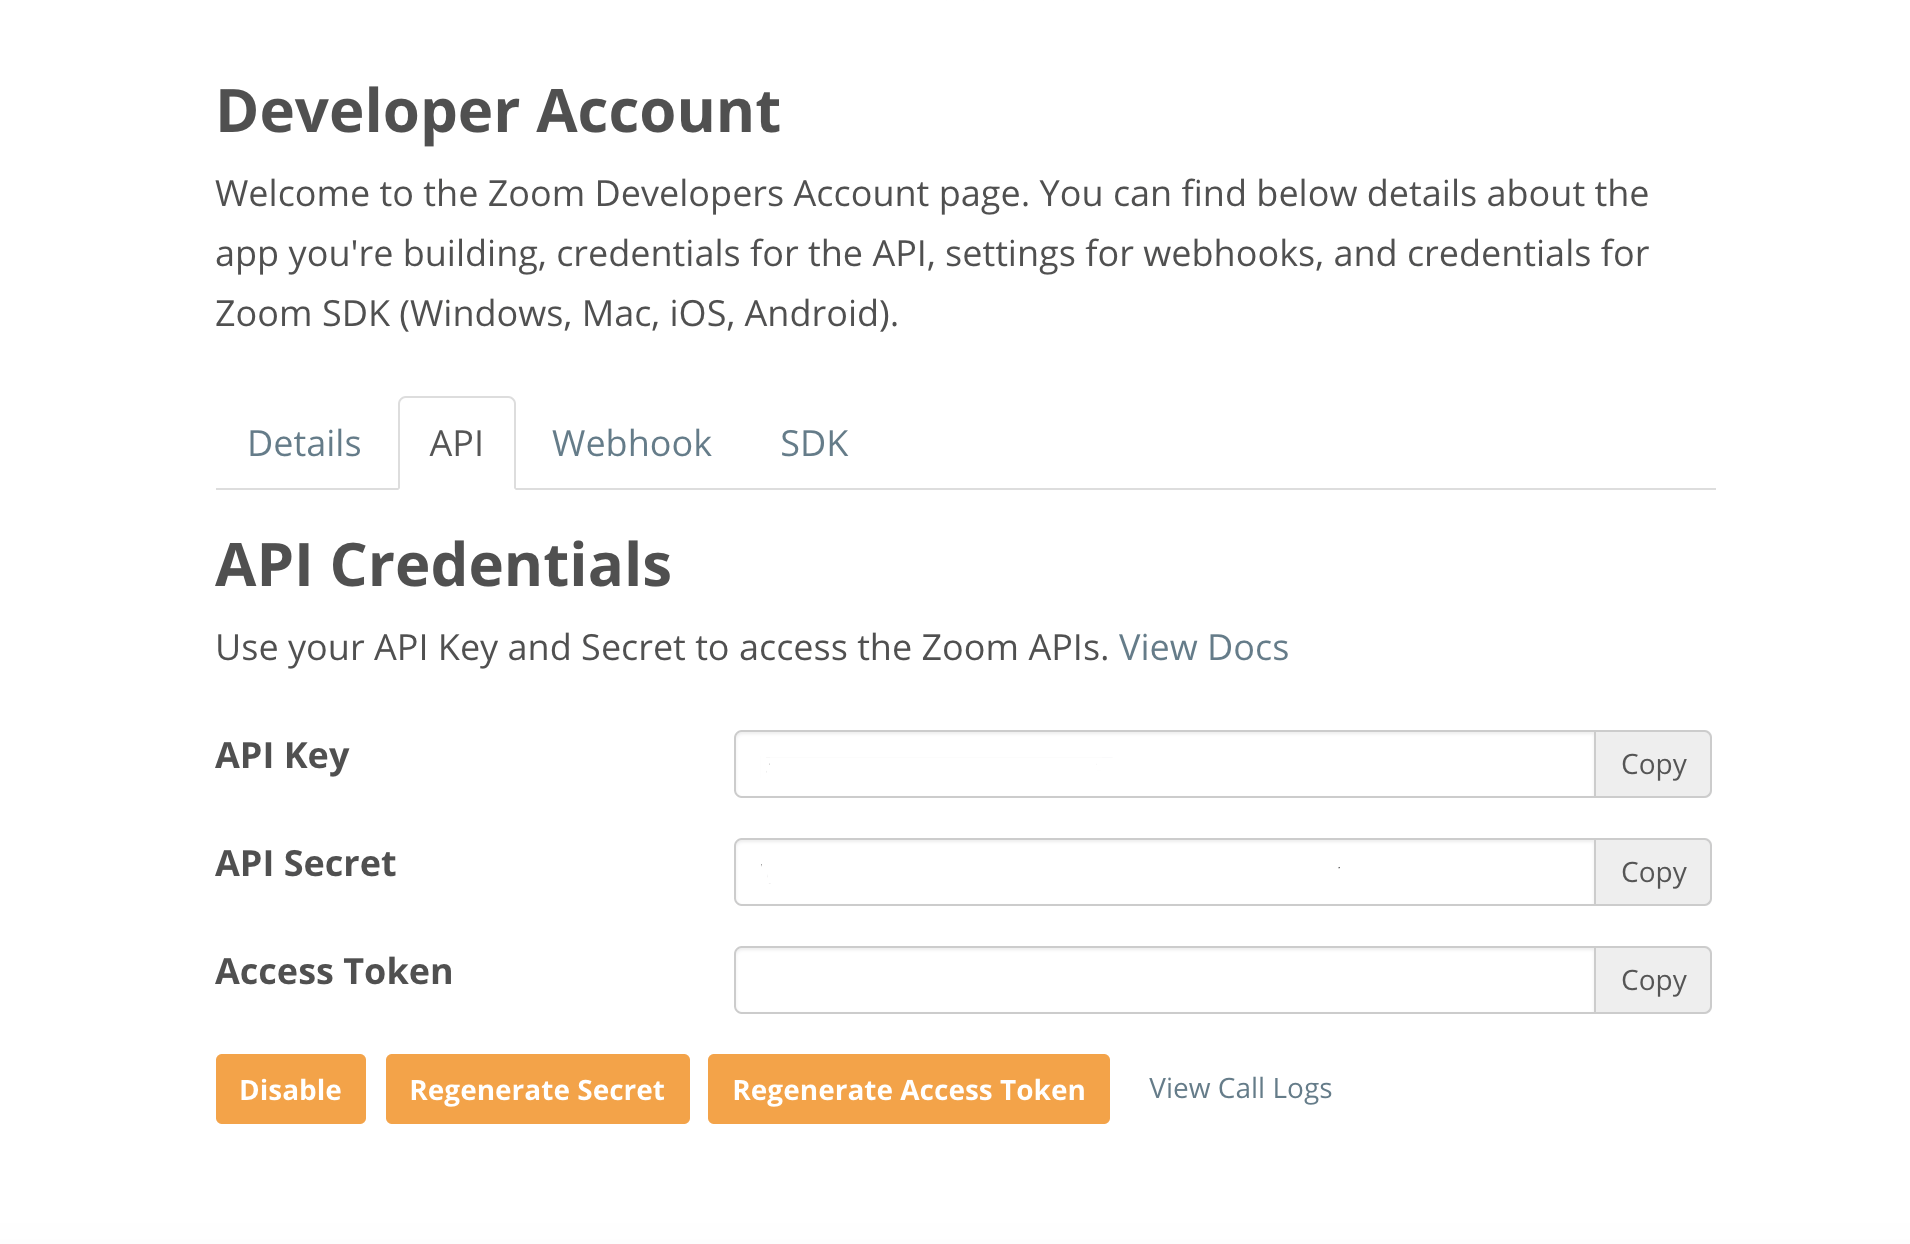 Developer Account
Welcome to the Zoom Developers Account page. You can find below details about the
app you're building, credentials for the API, settings for webhooks, and credentials for
Zoom SDK (Windows, Mac, iOS, Android).
Details API Webhook SDK
API Credentials
Use your API Key and Secret to access the Zoom APIs. View Docs
API Key Copy
API Secret Copy
Access Token Copy
Disable Regenerate Secret Regenerate Access Token View Call Logs